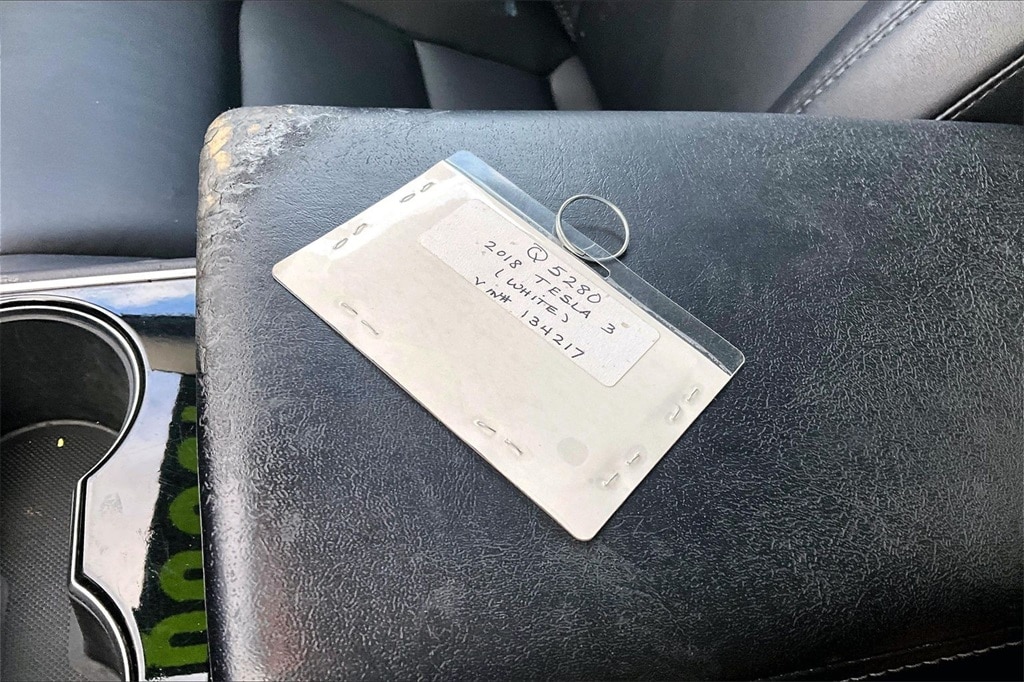 Q 5280
2018 TESLA 3
(WHITE)
VIN# 134217